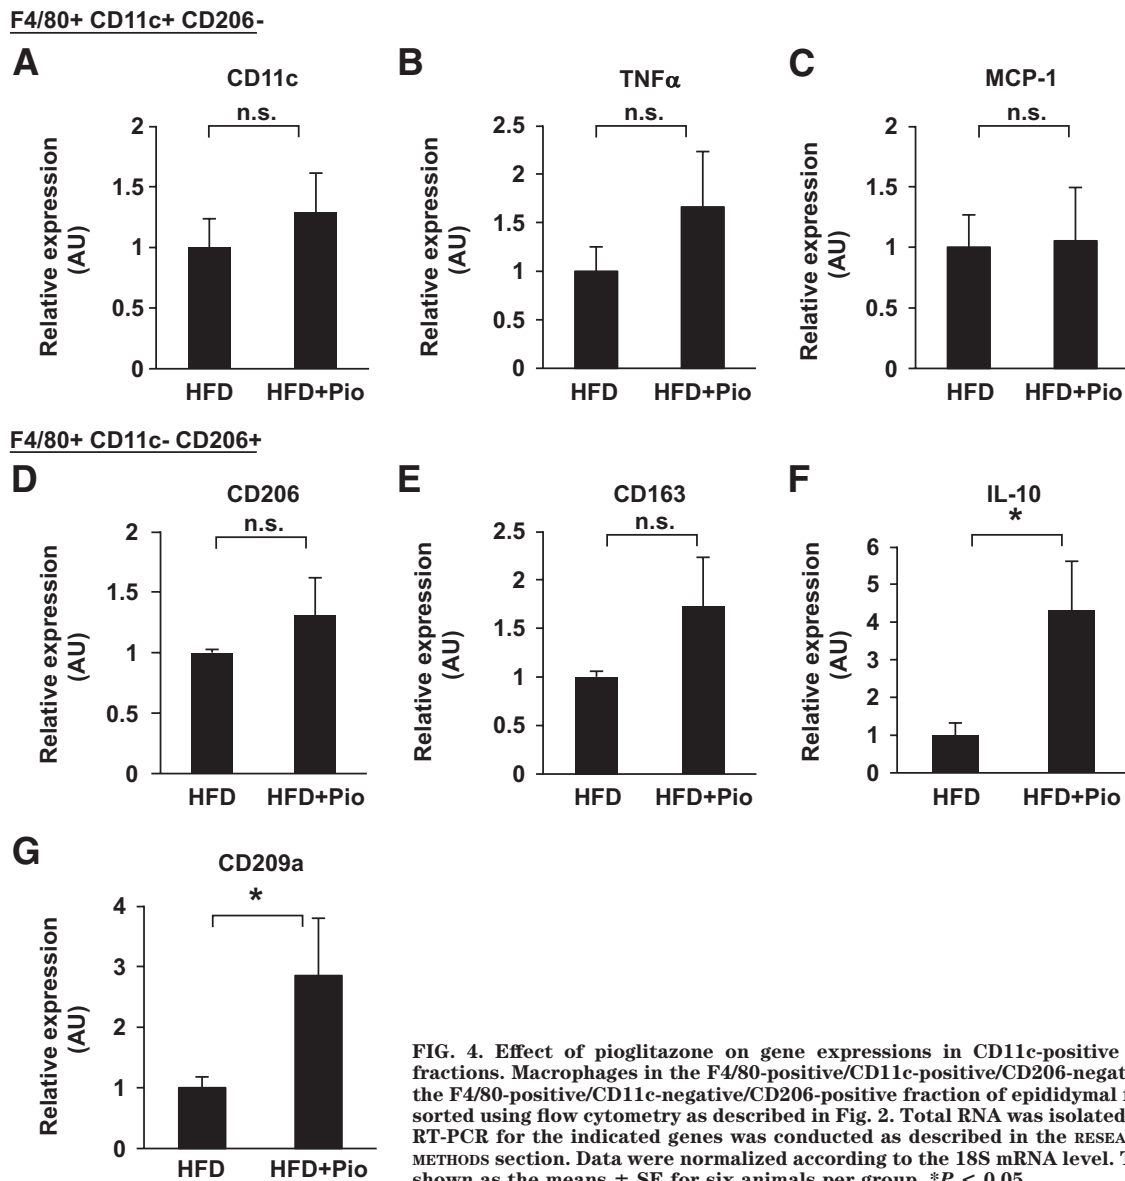 F4/80+ CD11c+ CD206-
A
CD11c
n.s.
Relative expression
(AU)
2
1.5
1
0.5
0
HFD HFD+Pio
B
TNFα
n.s.
Relative expression
(AU)
2.5
2
1.5
1
0.5
0
HFD HFD+Pio
C
MCP-1
n.s.
Relative expression
(AU)
2
1.5
1
0.5
0
HFD HFD+Pio
F4/80+ CD11c- CD206+
D
CD206
n.s.
Relative expression
(AU)
2
1.5
1
0.5
0
HFD HFD+Pio
E
CD163
n.s.
Relative expression
(AU)
2.5
2
1.5
1
0.5
0
HFD HFD+Pio
F
IL-10
*
Relative expression
(AU)
6
5
4
3
2
1
0
HFD HFD+Pio
G
CD209a
*
Relative expression
(AU)
4
3
2
1
0
HFD HFD+Pio
FIG. 4. Effect of pioglitazone on gene expressions in CD11c-positive
fractions. Macrophages in the F4/80-positive/CD11c-positive/CD206-negat
the F4/80-positive/CD11c-negative/CD206-positive fraction of epididymal
sorted using flow cytometry as described in Fig. 2. Total RNA was isolated
RT-PCR for the indicated genes was conducted as described in the RESEA
METHODS section. Data were normalized according to the 18S mRNA level.
shown as the means ± SE for six animals per group. *P < 0.05.